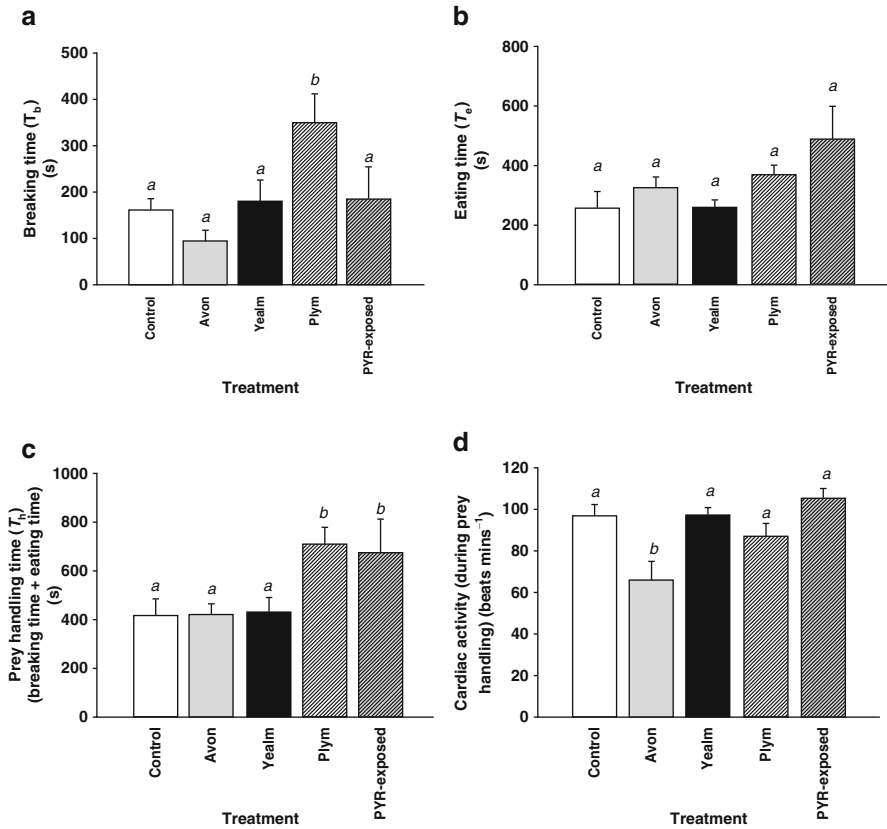 a
Breaking time (T_b)
(s)
500
400
300
200
100
0
a
a
a
b
a
Control
Avon
Yealm
Plym
PYR-exposed
Treatment
b
Eating time (T_e)
(s)
800
600
400
200
0
a
a
a
a
a
Control
Avon
Yealm
Plym
PYR-exposed
Treatment
c
Prey handling time (T_h)
(breaking time + eating time)
(s)
1000
800
600
400
200
0
a
a
a
b
b
Control
Avon
Yealm
Plym
PYR-exposed
Treatment
d
Cardiac activity (during prey
handling) (beats mins⁻¹)
120
100
80
60
40
20
0
a
b
a
a
a
Control
Avon
Yealm
Plym
PYR-exposed
Treatment